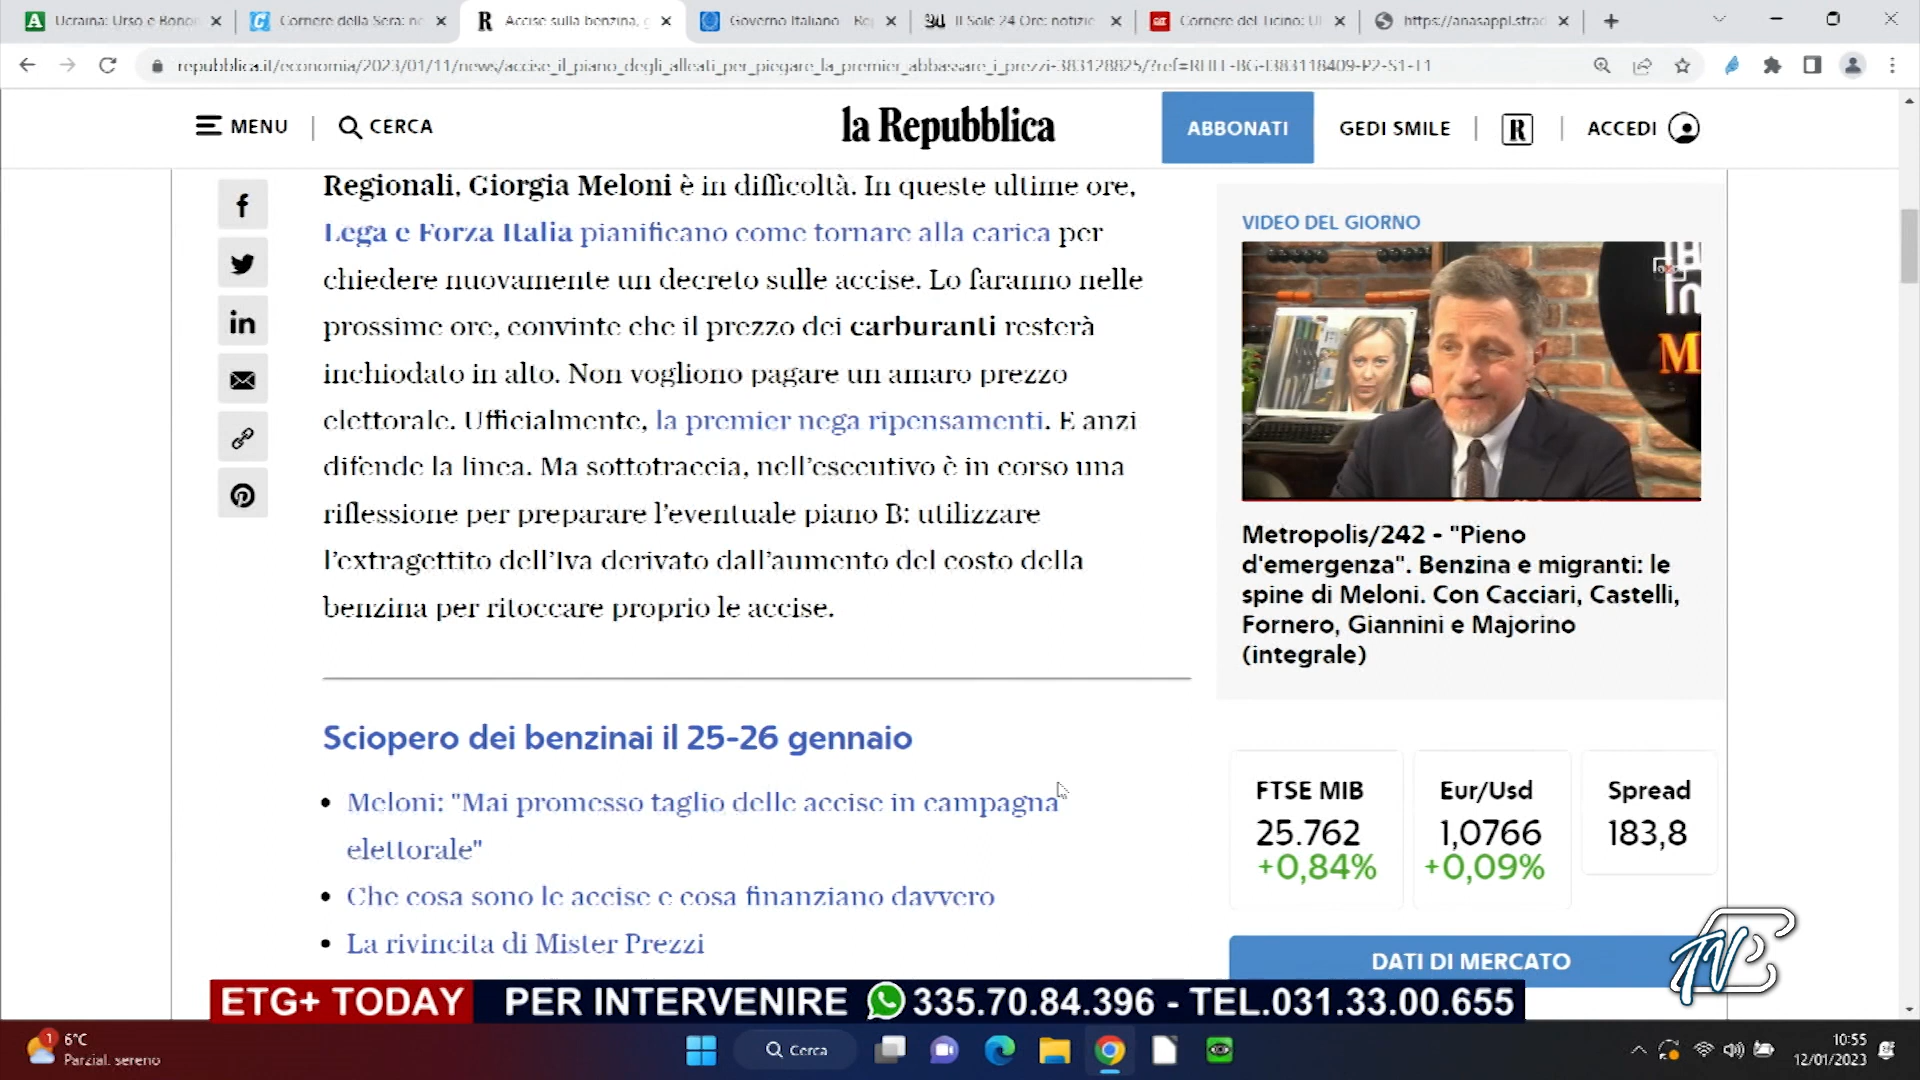 Ucraina: Urso e Bono
Corriere della Sera: no
Accise sulla benzina, g
Governo Italiano - Re
Il Sole 24 Ore: notizie
Corriere del Ticino: Ul
https://anasappl.strad
repubblica.it/economia/2023/01/11/news/accise_il_piano_degli_alleati_per_piegare_la_premier_abbassare_i_prezzi-383128825/?ref=RHLF-BG-I383118409-P2-S1-T1
MENU
CERCA
la Repubblica
ABBONATI
GEDI SMILE
R
ACCEDI
Regionali, Giorgia Meloni è in difficoltà. In queste ultime ore,
Lega e Forza Italia pianificano come tornare alla carica per
chiedere nuovamente un decreto sulle accise. Lo faranno nelle
prossime ore, convinte che il prezzo dei carburanti resterà
inchiodato in alto. Non vogliono pagare un amaro prezzo
elettorale. Ufficialmente, la premier nega ripensamenti. E anzi
difende la linea. Ma sottotraccia, nell'esecutivo è in corso una
riflessione per preparare l'eventuale piano B: utilizzare
l'extragettito dell'Iva derivato dall'aumento del costo della
benzina per ritoccare proprio le accise.
Sciopero dei benzinai il 25-26 gennaio
• Meloni: "Mai promesso taglio delle accise in campagna
elettorale"
• Che cosa sono le accise e cosa finanziano davvero
• La rivincita di Mister Prezzi
VIDEO DEL GIORNO
Metropolis/242 - "Pieno
d'emergenza". Benzina e migranti: le
spine di Meloni. Con Cacciari, Castelli,
Fornero, Giannini e Majorino
(integrale)
FTSE MIB
25.762
+0,84%
Eur/Usd
1,0766
+0,09%
Spread
183,8
DATI DI MERCATO
ETG+ TODAY
PER INTERVENIRE 335.70.84.396 - TEL.031.33.00.655
1
6°C
Parzial. sereno
Cerca
10:55
12/01/2023